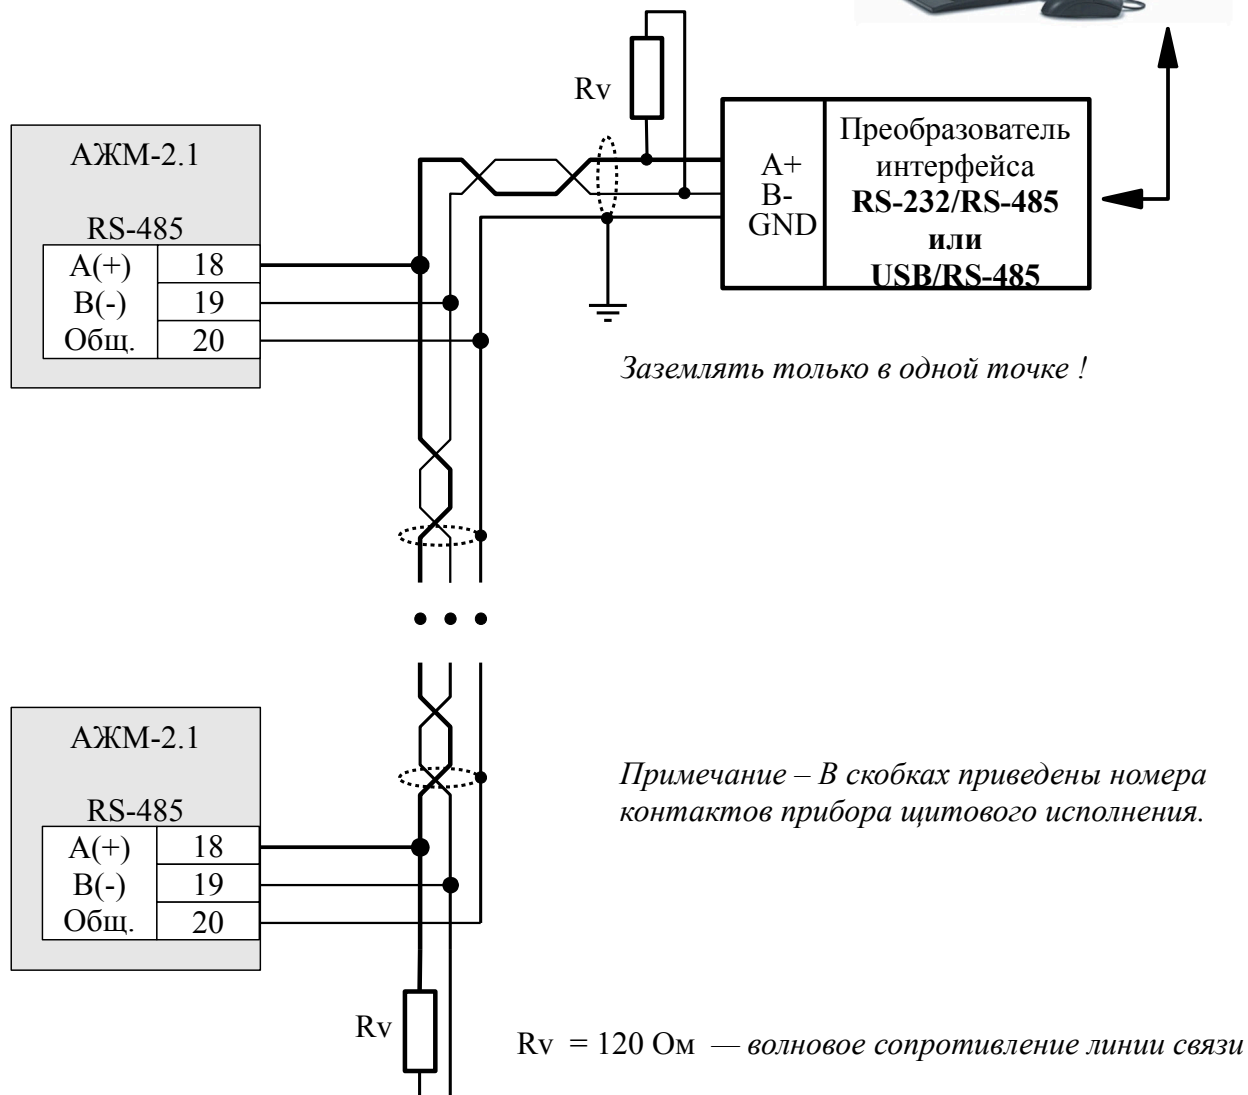 Rv
Преобразователь
интерфейса
RS-232/RS-485
или
USB/RS-485
A+
B-
GND
АЖМ-2.1
RS-485
A(+) 18
B(-) 19
Общ. 20
Заземлять только в одной точке !
АЖМ-2.1
RS-485
A(+) 18
B(-) 19
Общ. 20
Примечание – В скобках приведены номера
контактов прибора щитового исполнения.
Rv
Rv = 120 Ом — волновое сопротивление линии связи